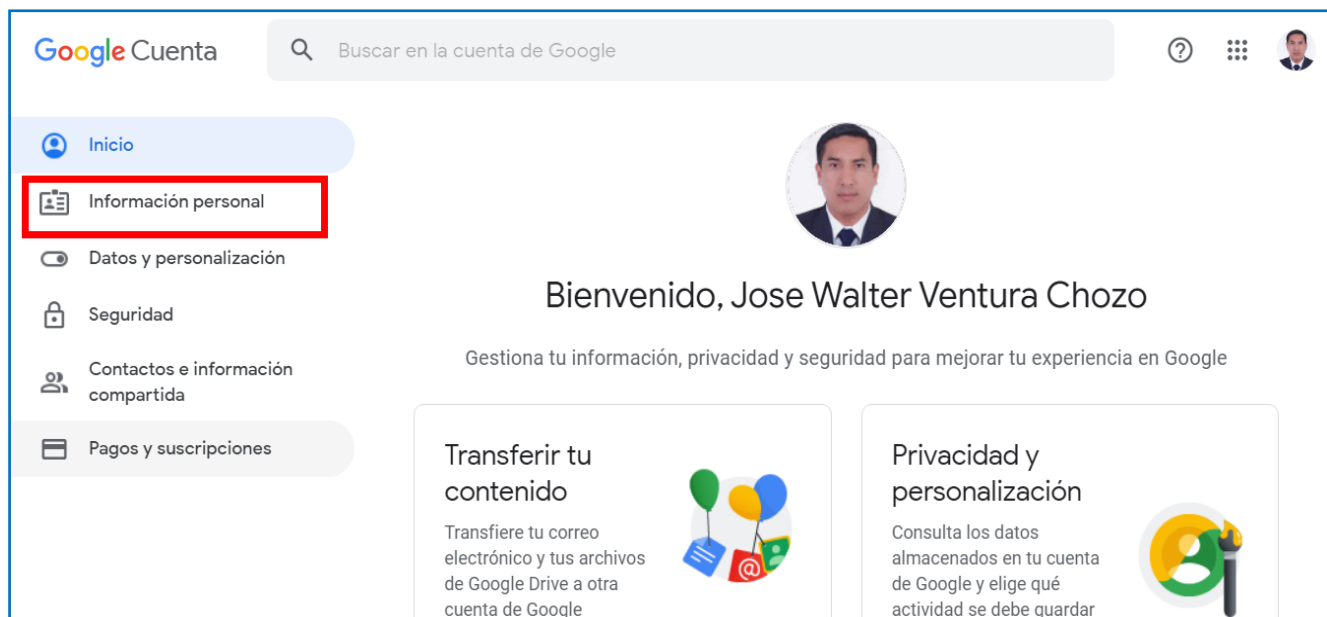 Google Cuenta
Buscar en la cuenta de Google
Inicio
Información personal
Datos y personalización
Seguridad
Contactos e información
compartida
Pagos y suscripciones
Bienvenido, Jose Walter Ventura Chozo
Gestiona tu información, privacidad y seguridad para mejorar tu experiencia en Google
Transferir tu
contenido
Transfiere tu correo
electrónico y tus archivos
de Google Drive a otra
cuenta de Google
Privacidad y
personalización
Consulta los datos
almacenados en tu cuenta
de Google y elige qué
actividad se debe guardar